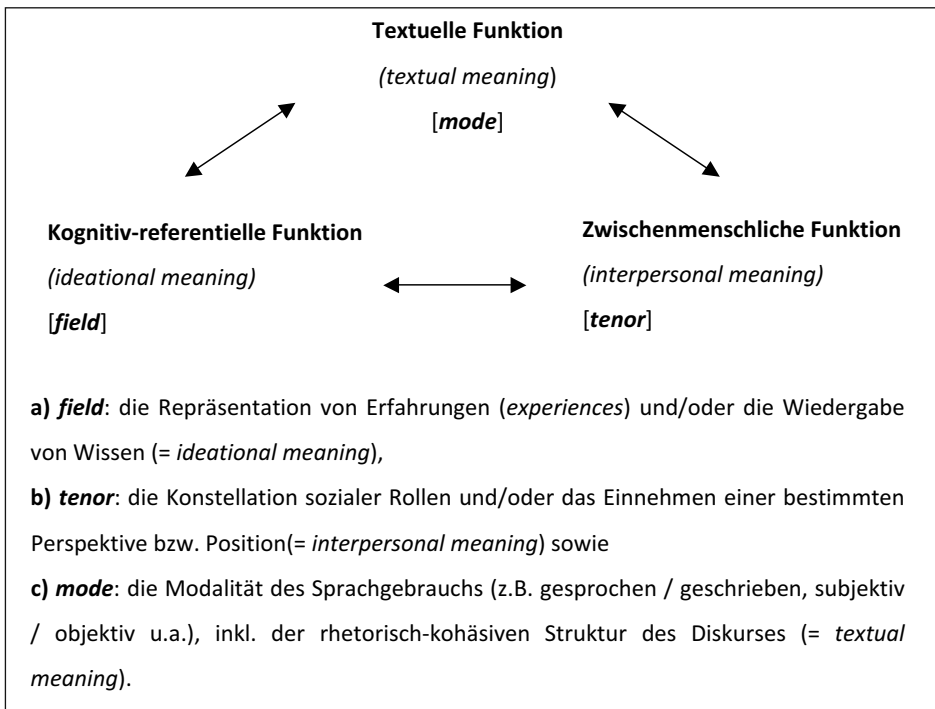 Textuelle Funktion
(textual meaning)
[mode]
Kognitiv-referentielle Funktion
(ideational meaning)
[field]
Zwischenmenschliche Funktion
(interpersonal meaning)
[tenor]
a) field: die Repräsentation von Erfahrungen (experiences) und/oder die Wiedergabe
von Wissen (= ideational meaning),
b) tenor: die Konstellation sozialer Rollen und/oder das Einnehmen einer bestimmten
Perspektive bzw. Position(= interpersonal meaning) sowie
c) mode: die Modalität des Sprachgebrauchs (z.B. gesprochen / geschrieben, subjektiv
/ objektiv u.a.), inkl. der rhetorisch-kohäsiven Struktur des Diskurses (= textual
meaning).